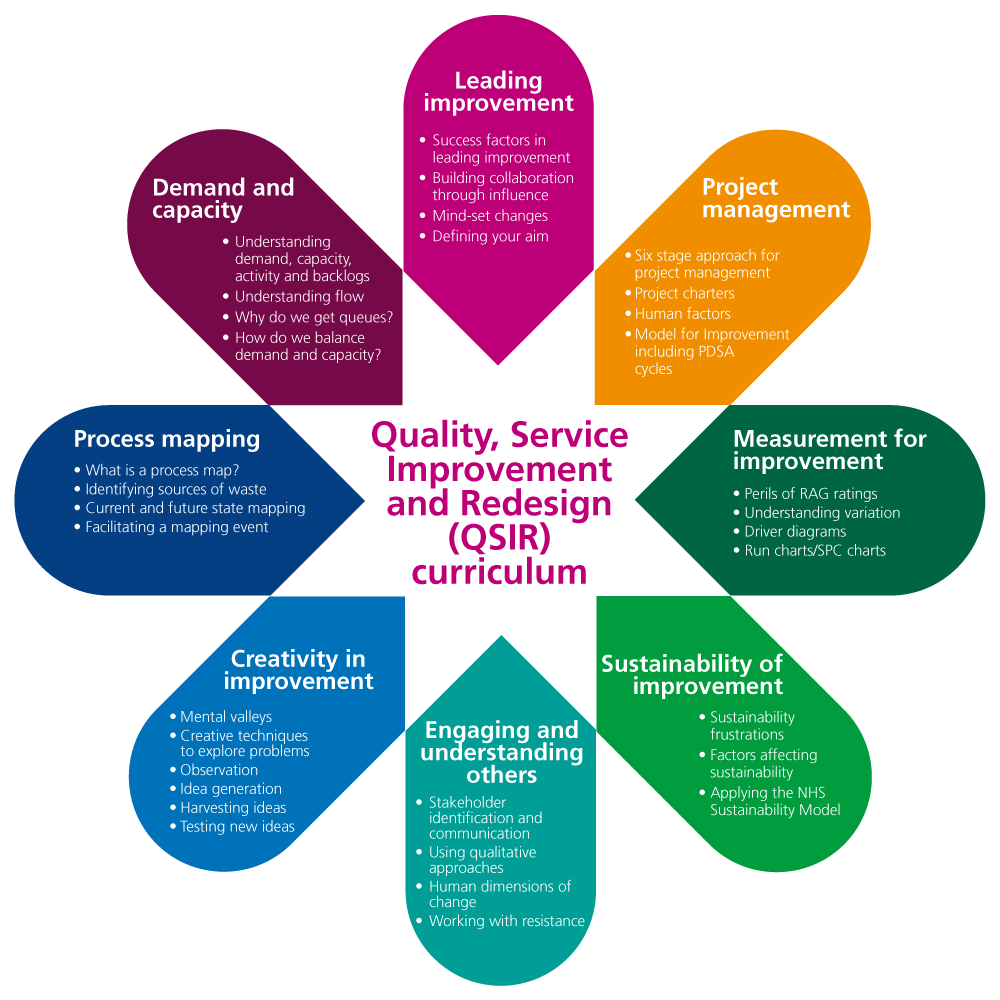 Leading
improvement
• Success factors in
leading improvement
• Building collaboration
through influence
• Mind-set changes
• Defining your aim
Project
management
• Six stage approach for
project management
• Project charters
• Human factors
• Model for Improvement
including PDSA
cycles
Measurement for
improvement
• Perils of RAG ratings
• Understanding variation
• Driver diagrams
• Run charts/SPC charts
Sustainability of
improvement
• Sustainability
frustrations
• Factors affecting
sustainability
• Applying the NHS
Sustainability Model
Engaging and
understanding
others
• Stakeholder
identification and
communication
• Using qualitative
approaches
• Human dimensions of
change
• Working with resistance
Creativity in
improvement
• Mental valleys
• Creative techniques
to explore problems
• Observation
• Idea generation
• Harvesting ideas
• Testing new ideas
Process mapping
• What is a process map?
• Identifying sources of waste
• Current and future state mapping
• Facilitating a mapping event
Demand and
capacity
• Understanding
demand, capacity,
activity and backlogs
• Understanding flow
• Why do we get queues?
• How do we balance
demand and capacity?
Quality, Service
Improvement
and Redesign
(QSIR)
curriculum